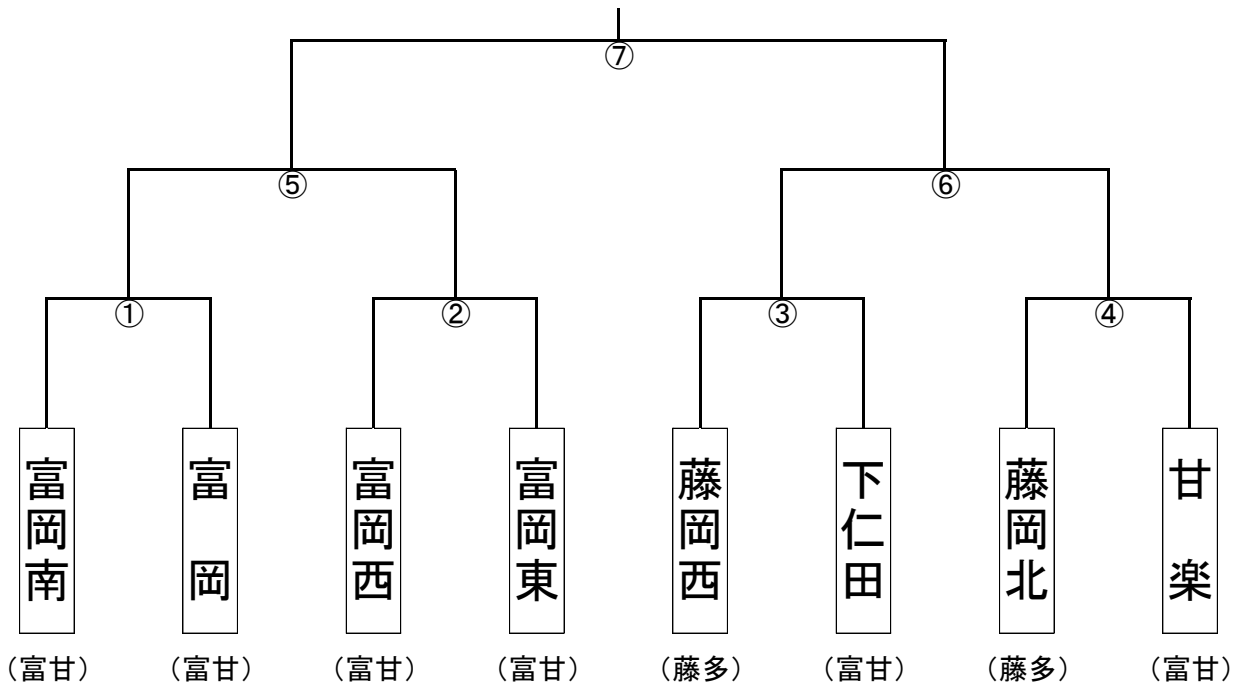 ⑦
⑤ ⑥
① ② ③ ④
富岡南
富岡
富岡西
富岡東
藤岡西
下仁田
藤岡北
甘楽
（富甘） （富甘） （富甘） （富甘） （藤多） （富甘） （藤多） （富甘）